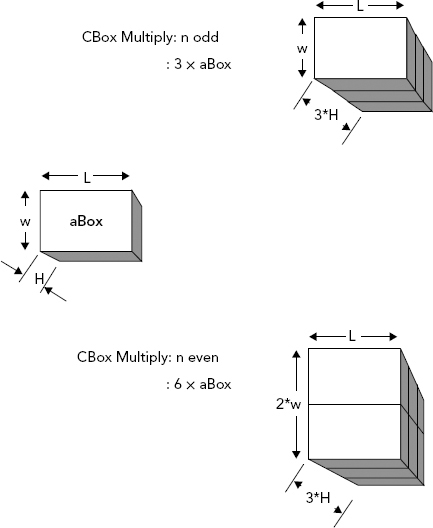 L
CBox Multiply: n odd
w
: 3 x aBox
3*H
L
w
aBox
H
L
CBox Multiply: n even
: 6 x aBox
2*w
3*H